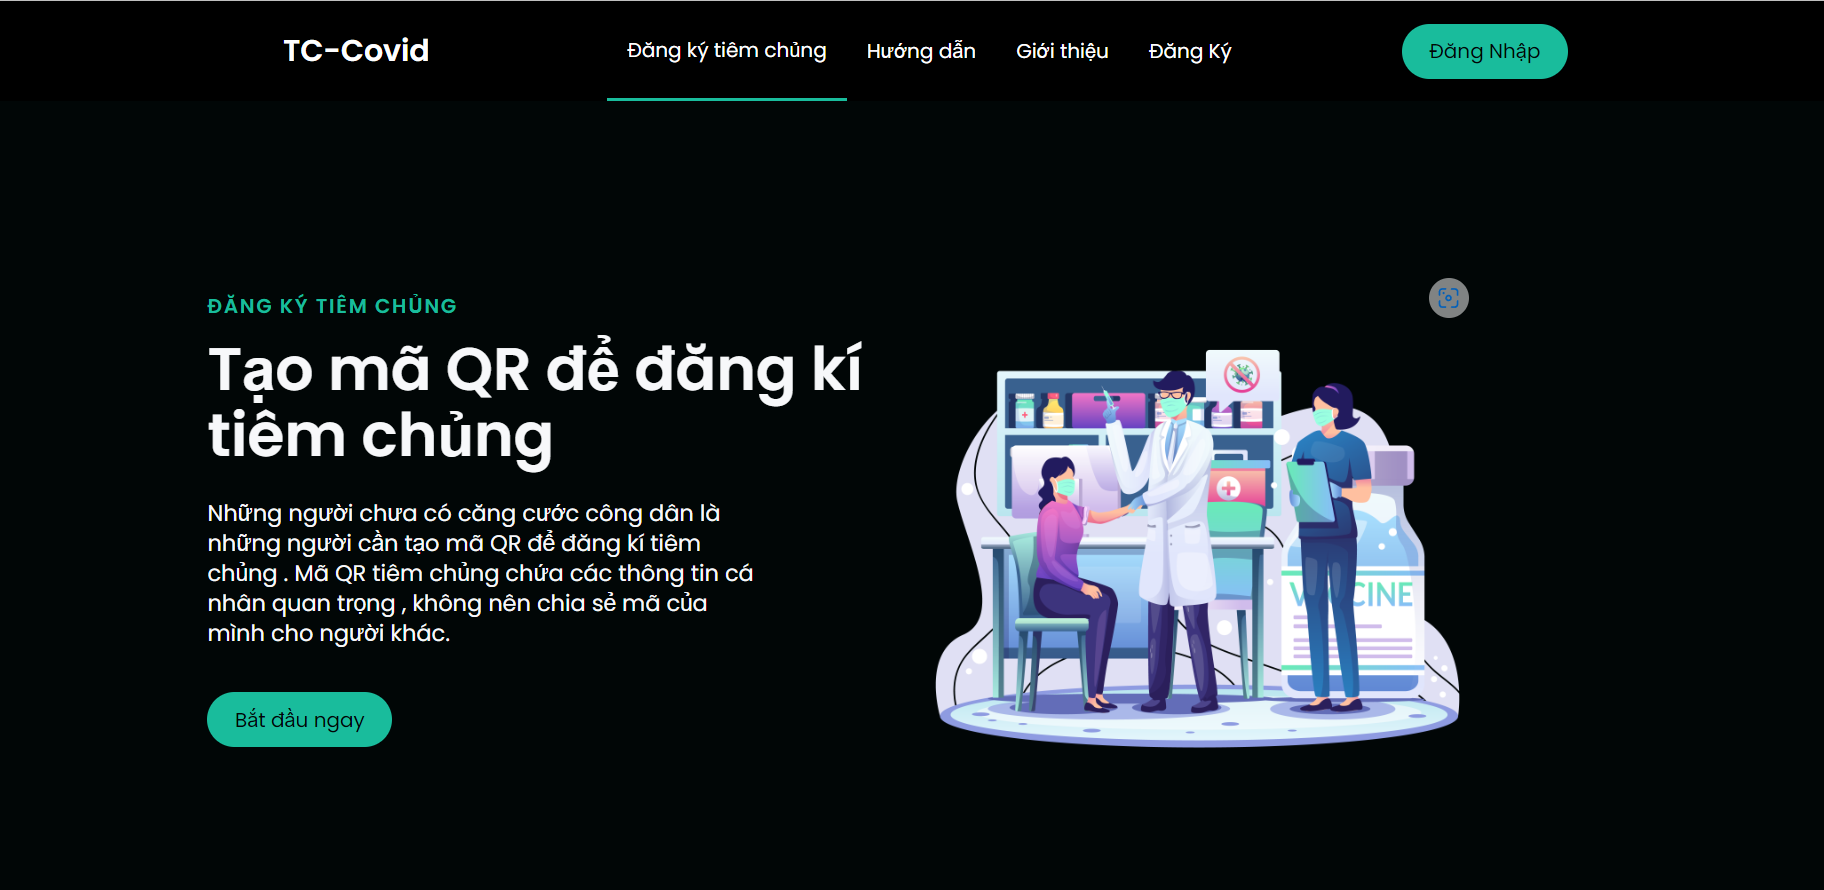 TC-Covid
Đăng ký tiêm chủng
Hướng dẫn
Giới thiệu
Đăng Ký
Đăng Nhập
ĐĂNG KÝ TIÊM CHỦNG
Tạo mã QR để đăng kí
tiêm chủng
Những người chưa có căng cước công dân là
những người cần tạo mã QR để đăng kí tiêm
chủng . Mã QR tiêm chủng chứa các thông tin cá
nhân quan trọng , không nên chia sẻ mã của
mình cho người khác.
Bắt đầu ngay